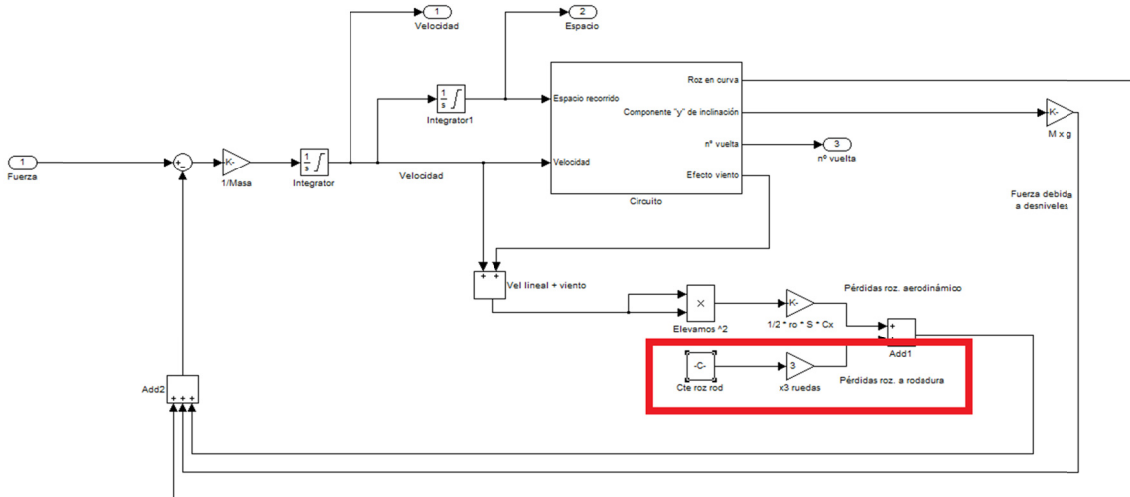 1
Velocidad
2
Espacio
Roz en curva
Espacio recorrido
Componente "y" de inclinación
1
s
Integrator1
K-
M x g
nº vuelta
3
nº vuelta
1
Fuerza
+
−
K-
1/Masa
1
s
Integrator
Velocidad
Velocidad
Efecto viento
Circuito
Fuerza debida
a desniveles
+ +
Vel lineal + viento
×
Elevamos ^2
K-
1/2 * ro * S * Cx
Pérdidas roz. aerodinámico
+
+
Add1
-C-
Cte roz rod
3
x3 ruedas
Pérdidas roz. a rodadura
Add2
+ + +